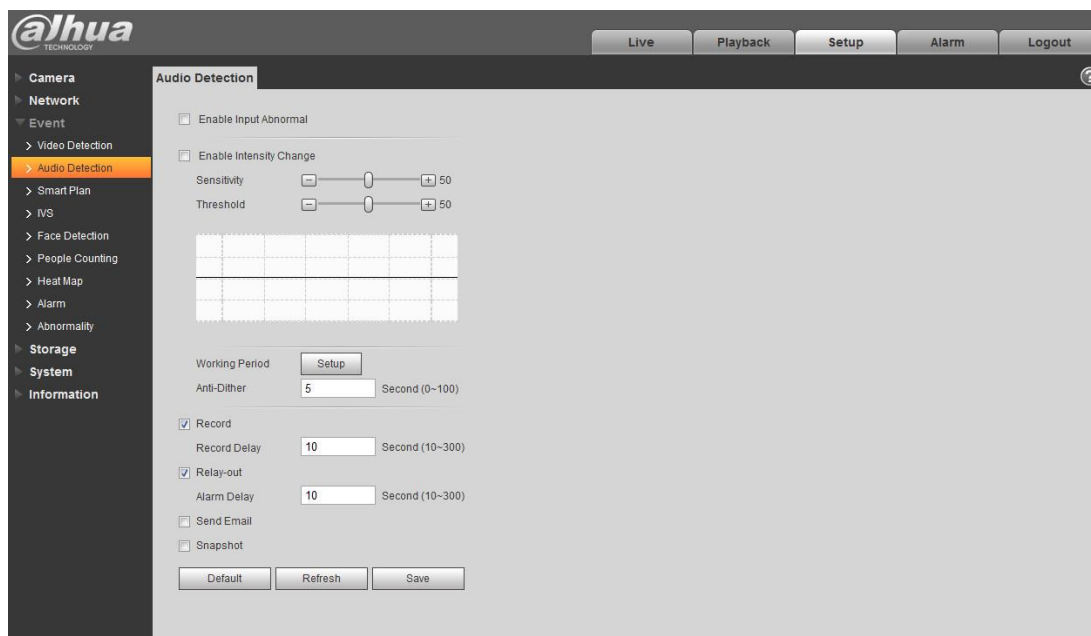 alhua
TECHNOLOGY
Live Playback Setup Alarm Logout
Camera
Network
Event
Video Detection
Audio Detection
Smart Plan
IVS
Face Detection
People Counting
Heat Map
Alarm
Abnormality
Storage
System
Information
Audio Detection
?
Enable Input Abnormal
Enable Intensity Change
Sensitivity - + 50
Threshold - + 50
Working Period Setup
Anti-Dither 5 Second (0~100)
Record
Record Delay 10 Second (10~300)
Relay-out
Alarm Delay 10 Second (10~300)
Send Email
Snapshot
Default Refresh Save